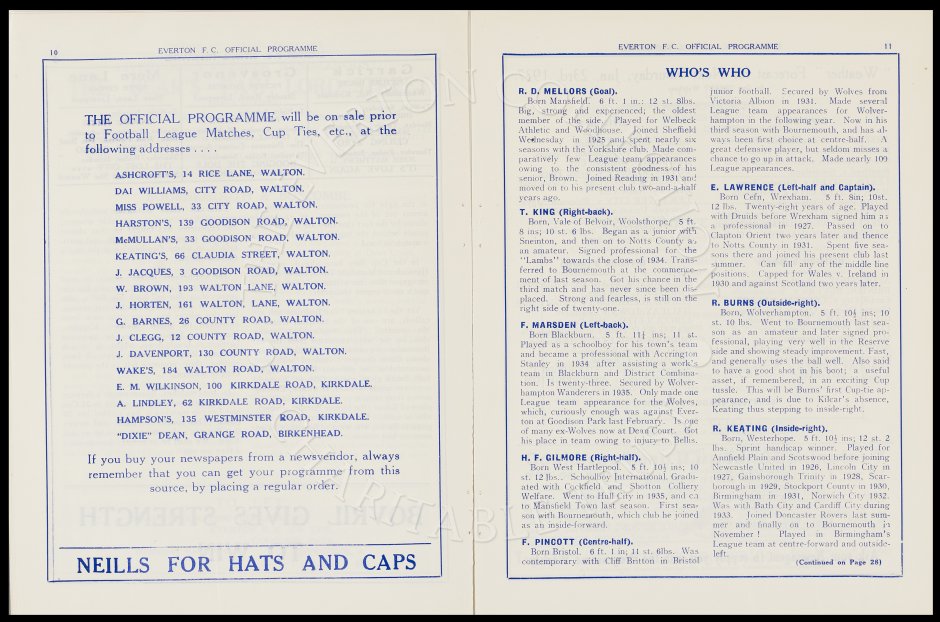 10
EVERTON F.C. OFFICIAL PROGRAMME
THE OFFICIAL PROGRAMME will be on sale prior
to Football League Matches, Cup Ties, etc., at the
following addresses . . . .
ASHCROFT'S, 14 RICE LANE, WALTON.
DAI WILLIAMS, CITY ROAD, WALTON.
MISS POWELL, 33 CITY ROAD, WALTON.
HARSTON'S, 139 GOODISON ROAD, WALTON.
McMULLAN'S, 33 GOODISON ROAD, WALTON.
KEATING'S, 66 CLAUDIA STREET, WALTON.
J. JACQUES, 3 GOODISON ROAD, WALTON.
W. BROWN, 193 WALTON LANE, WALTON.
J. HORTEN, 161 WALTON, LANE, WALTON.
G. BARNES, 26 COUNTY ROAD, WALTON.
J. CLEGG, 12 COUNTY ROAD, WALTON.
J. DAVENPORT, 130 COUNTY ROAD, WALTON.
WAKE'S, 184 WALTON ROAD, WALTON.
E. M. WILKINSON, 100 KIRKDALE ROAD, KIRKDALE.
A. LINDLEY, 62 KIRKDALE ROAD, KIRKDALE.
HAMPSON'S, 135 WESTMINSTER ROAD, KIRKDALE.
"DIXIE" DEAN, GRANGE ROAD, BIRKENHEAD.
If you buy your newspapers from a newsvendor, always
remember that you can get your programme from this
source, by placing a regular order.
NEILLS FOR HATS AND CAPS
EVERTON F.C. OFFICIAL PROGRAMME
11
WHO'S WHO
R. D. MELLORS (Goal).
Born Mansfield. 6 ft. 1 in.; 12 st. 8lbs.
Big, strong and experienced; the oldest
member of the side. Played for Welbeck
Athletic and Woodhouse. Joined Sheffield
Wednesday in 1925 and spent nearly six
seasons with the Yorkshire club. Made com-
paratively few League team appearances
owing to the consistent goodness of his
senior, Brown. Joined Reading in 1931 and
moved on to his present club two-and-a-half
years ago.
T. KING (Right-back).
Born, Vale of Belvoir, Woolsthorpe. 5 ft.
8 ins; 10 st. 6 lbs. Began as a junior with
Sneinton, and then on to Notts County as
an amateur. Signed professional for the
"Lambs" towards the close of 1934. Trans-
ferred to Bournemouth at the commence-
ment of last season. Got his chance in the
third match and has never since been dis-
placed. Strong and fearless, is still on the
right side of twenty-one.
F. MARSDEN (Left-back).
Born Blackburn. 5 ft. 11½ ins; 11 st.
Played as a schoolboy for his town's team
and became a professional with Accrington
Stanley in 1934 after assisting a work's
team in Blackburn and District Combina-
tion. Is twenty-three. Secured by Wolver-
hampton Wanderers in 1935. Only made one
League team appearance for the Wolves,
which, curiously enough was against Ever-
ton at Goodison Park last February. Is one
of many ex-Wolves now at Dean Court. Got
his place in team owing to injury to Bellis.
H. F. GILMORE (Right-half).
Born West Hartlepool. 5 ft. 10½ ins; 10
st. 12 lbs. Schoolboy International. Gradu-
ated with Cockfield and Shotton Colliery
Welfare. Went to Hull City in 1935, and on
to Mansfield Town last season. First sea-
son with Bournemouth, which club he joined
as an inside-forward.
F. PINCOTT (Centre-half).
Born Bristol. 6 ft. 1 in; 11 st. 6lbs. Was
contemporary with Cliff Britton in Bristol
junior football. Secured by Wolves from
Victoria Albion in 1931. Made several
League team appearances for Wolver-
hampton in the following year. Now in his
third season with Bournemouth, and has al-
ways been first choice at centre-half. A
great defensive player, but seldom misses a
chance to go up in attack. Made nearly 100
League appearances.
E. LAWRENCE (Left-half and Captain).
Born Cefn, Wrexham. 5 ft. 8in; 10st.
12 lbs. Twenty-eight years of age. Played
with Druids before Wrexham signed him as
a professional in 1927. Passed on to
Clapton Orient two years later and thence
to Notts County in 1931. Spent five sea-
sons there and joined his present club last
summer. Can fill any of the middle line
positions. Capped for Wales v. Ireland in
1930 and against Scotland two years later.
R. BURNS (Outside-right).
Born, Wolverhampton. 5 ft. 10½ ins; 10
st. 10 lbs. Went to Bournemouth last sea-
son as an amateur and later signed pro-
fessional, playing very well in the Reserve
side and showing steady improvement. Fast,
and generally uses the ball well. Also said
to have a good shot in his boot; a useful
asset, if remembered, in an exciting Cup
tussle. This will be Burns' first Cup-tie ap-
pearance, and is due to Kilcar's absence,
Keating thus stepping to inside-right.
R. KEATING (Inside-right).
Born, Westerhope. 5 ft. 10½ ins; 12 st. 2
lbs. Sprint handicap winner. Played for
Annfield Plain and Scotswood before joining
Newcastle United in 1926, Lincoln City in
1927, Gainsborough Trinity in 1928, Scar-
borough in 1929, Stockport County in 1930,
Birmingham in 1931, Norwich City 1932.
Was with Bath City and Cardiff City during
1933. Joined Doncaster Rovers last sum-
mer and finally on to Bournemouth in
November ! Played in Birmingham's
League team at centre-forward and outside-
left.
(Continued on Page 28)